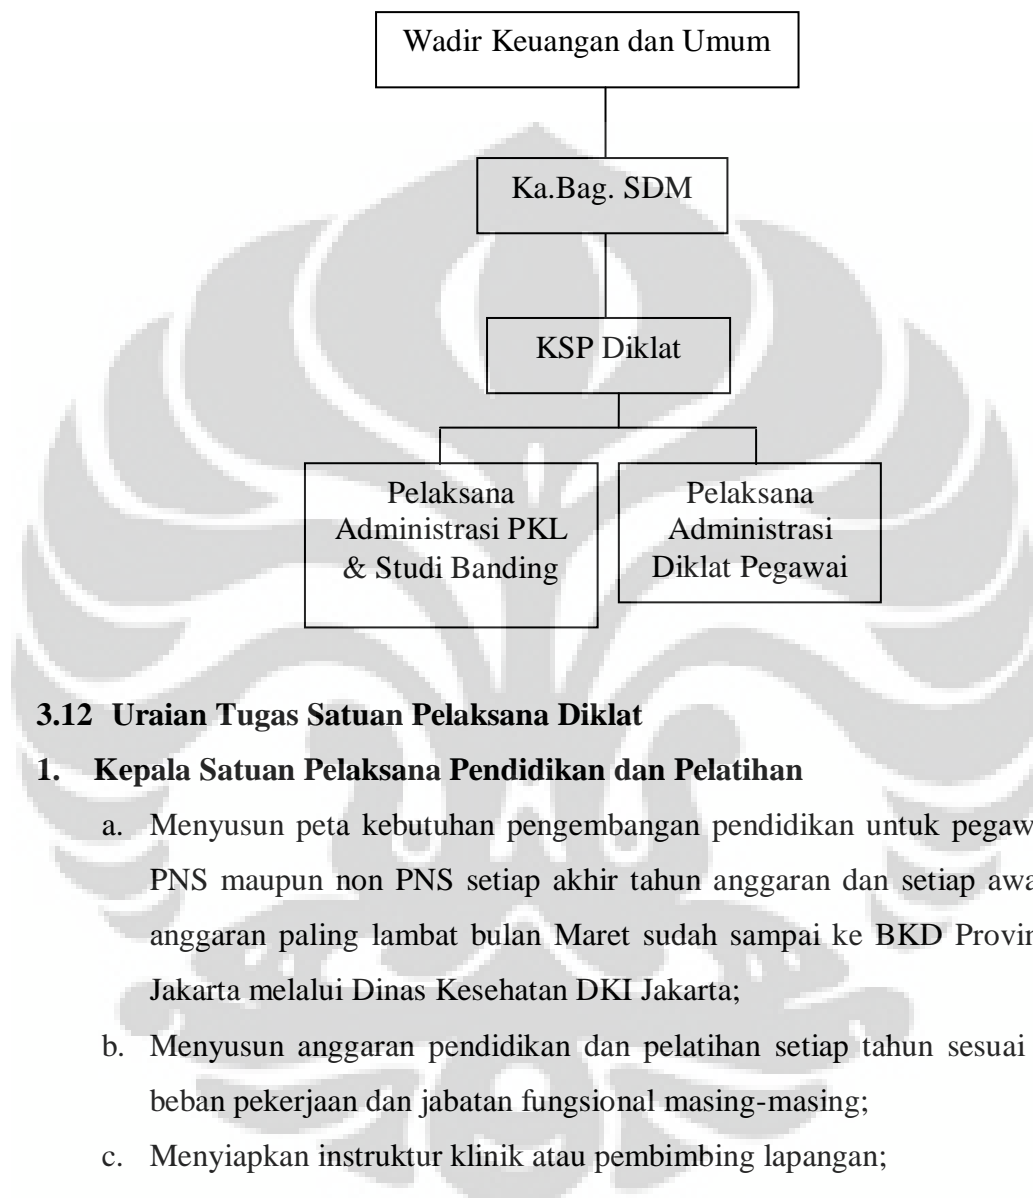 Wadir Keuangan dan Umum
Ka.Bag. SDM
KSP Diklat
Pelaksana
Administrasi PKL
& Studi Banding
Pelaksana
Administrasi
Diklat Pegawai
3.12 Uraian Tugas Satuan Pelaksana Diklat
1. Kepala Satuan Pelaksana Pendidikan dan Pelatihan
a. Menyusun peta kebutuhan pengembangan pendidikan untuk pegaw
PNS maupun non PNS setiap akhir tahun anggaran dan setiap awa
anggaran paling lambat bulan Maret sudah sampai ke BKD Provin
Jakarta melalui Dinas Kesehatan DKI Jakarta;
b. Menyusun anggaran pendidikan dan pelatihan setiap tahun sesuai
beban pekerjaan dan jabatan fungsional masing-masing;
c. Menyiapkan instruktur klinik atau pembimbing lapangan;